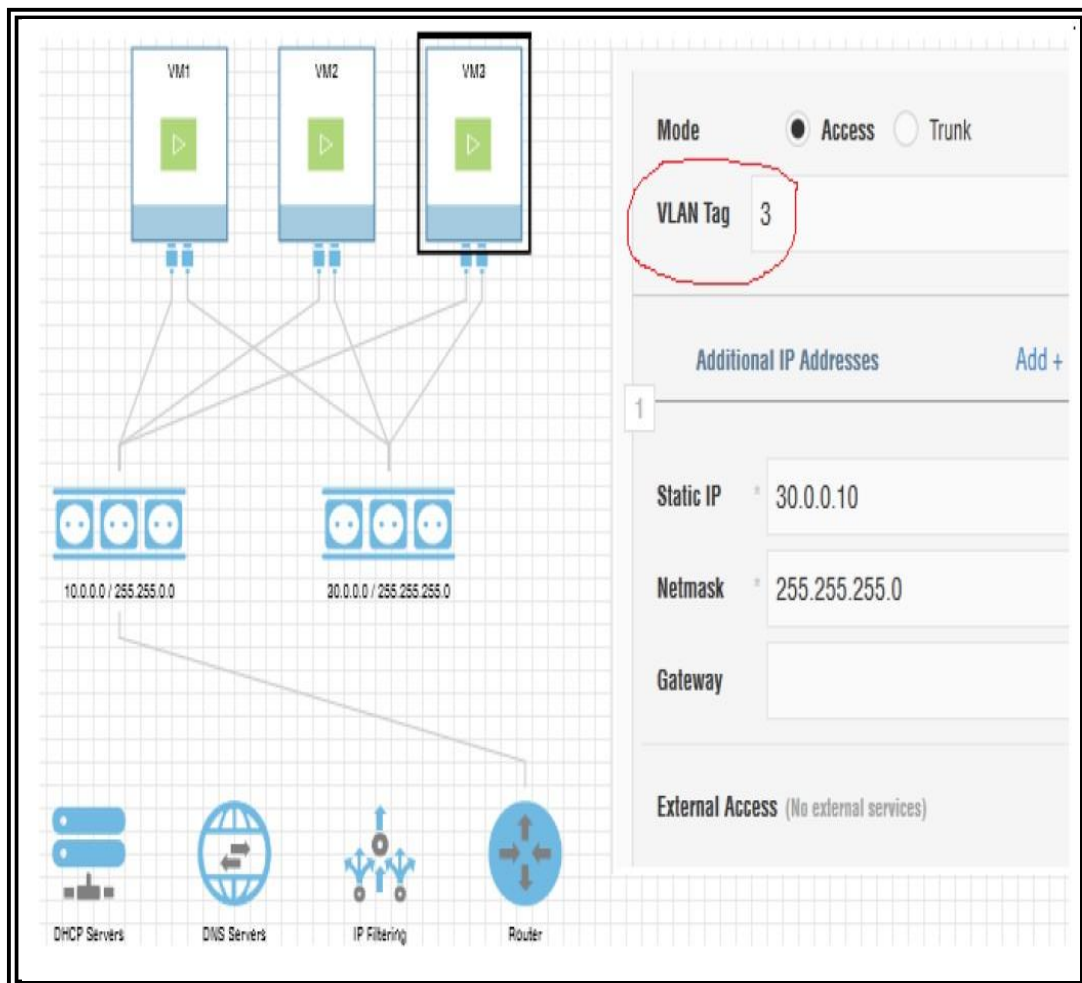 VM1
VM2
VM3
10.0.0.0 / 255.255.0.0
30.0.0.0 / 255.255.255.0
DHCP Servers
DNS Servers
IP Filtering
Router
Mode Access Trunk
VLAN Tag 3
Additional IP Addresses Add +
1
Static IP * 30.0.0.10
Netmask * 255.255.255.0
Gateway
External Access (No external services)